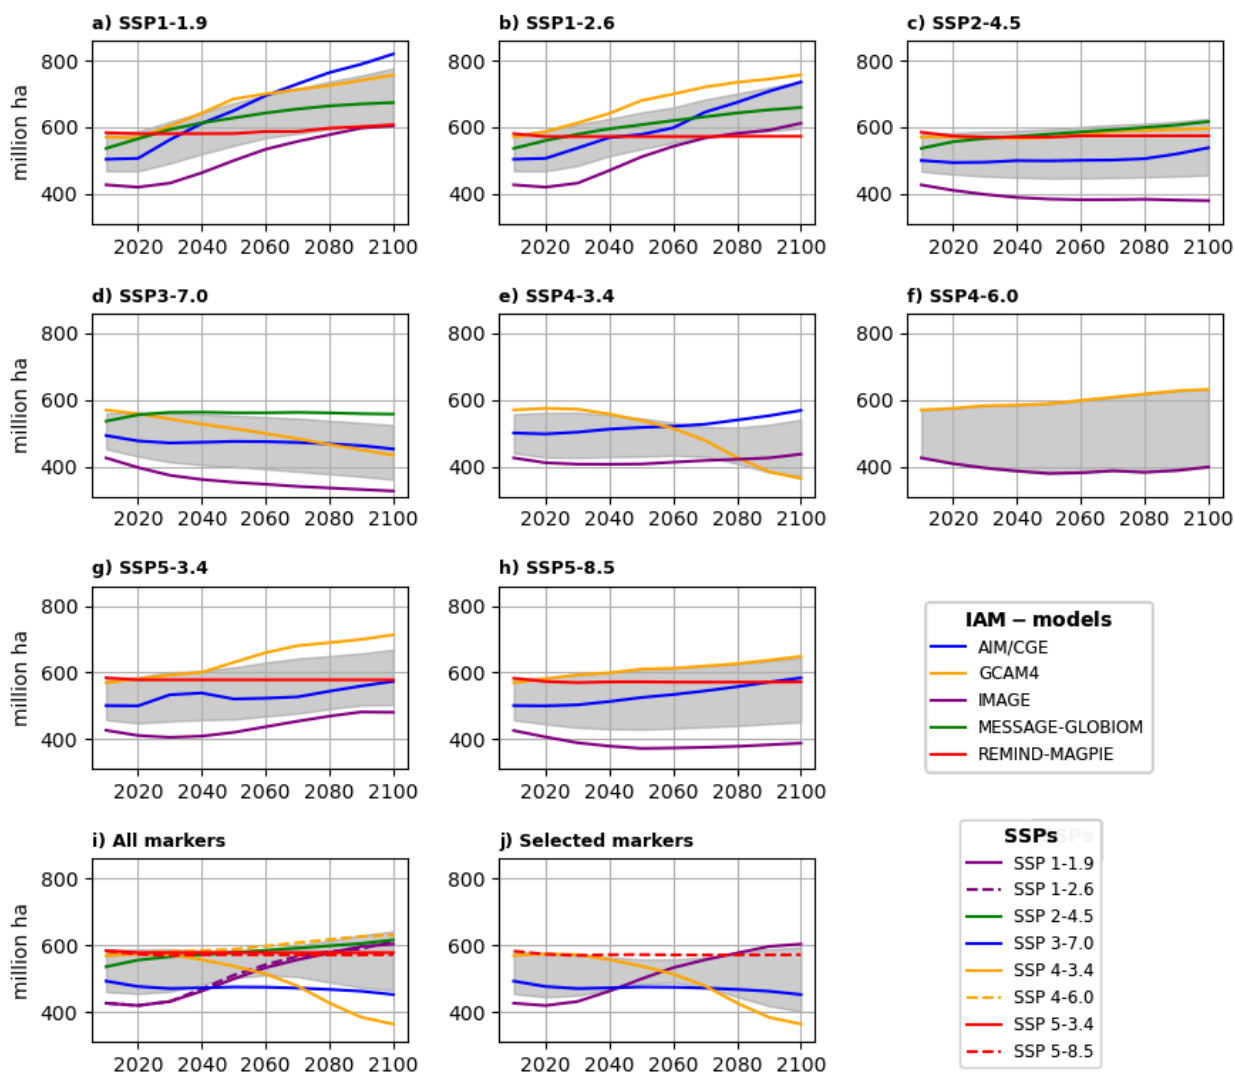 a) SSP1-1.9
b) SSP1-2.6
c) SSP2-4.5
million ha
800
600
400
2020 2040 2060 2080 2100
800
600
400
2020 2040 2060 2080 2100
800
600
400
2020 2040 2060 2080 2100
d) SSP3-7.0
e) SSP4-3.4
f) SSP4-6.0
million ha
800
600
400
2020 2040 2060 2080 2100
800
600
400
2020 2040 2060 2080 2100
800
600
400
2020 2040 2060 2080 2100
g) SSP5-3.4
h) SSP5-8.5
million ha
800
600
400
2020 2040 2060 2080 2100
800
600
400
2020 2040 2060 2080 2100
IAM – models
AIM/CGE
GCAM4
IMAGE
MESSAGE-GLOBIOM
REMIND-MAGPIE
i) All markers
j) Selected markers
million ha
800
600
400
2020 2040 2060 2080 2100
800
600
400
2020 2040 2060 2080 2100
SSPs
SSP 1-1.9
SSP 1-2.6
SSP 2-4.5
SSP 3-7.0
SSP 4-3.4
SSP 4-6.0
SSP 5-3.4
SSP 5-8.5